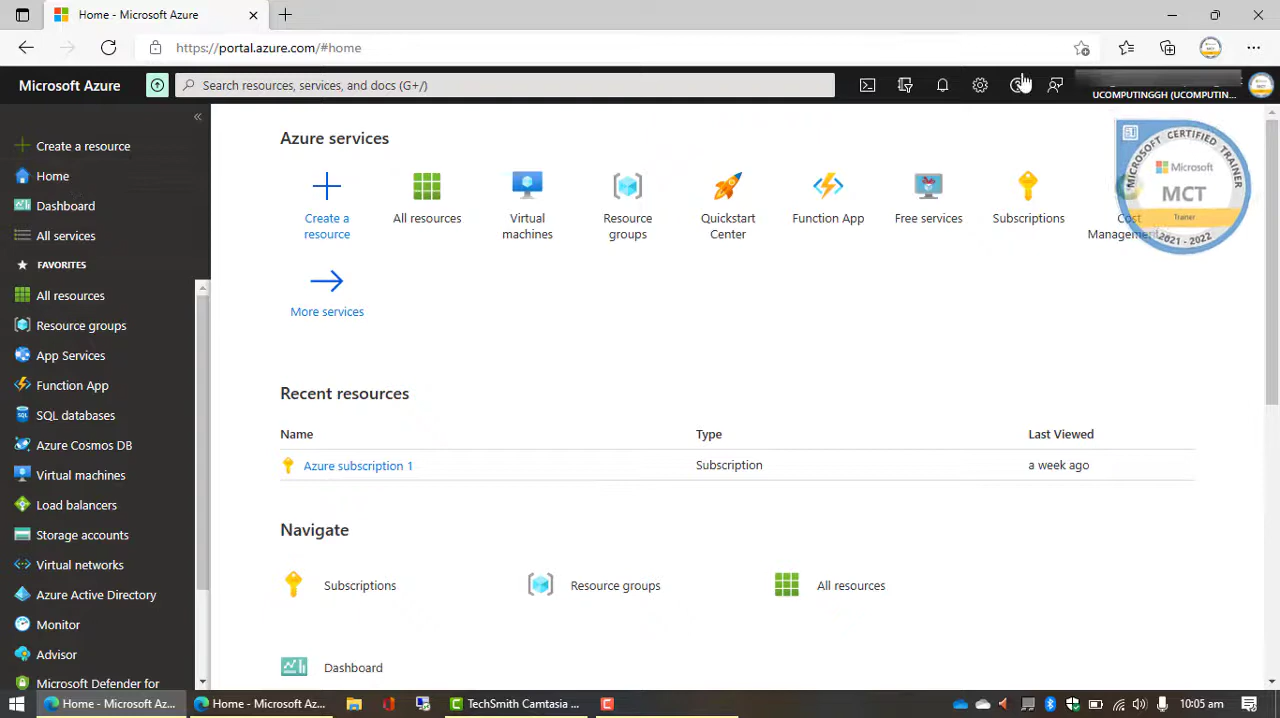 Home - Microsoft Azure
https://portal.azure.com/#home
Microsoft Azure
Search resources, services, and docs (G+/)
UCOMPUTINGGH (UCOMPUTIN...
Create a resource
Home
Dashboard
All services
FAVORITES
All resources
Resource groups
App Services
Function App
SQL databases
Azure Cosmos DB
Virtual machines
Load balancers
Storage accounts
Virtual networks
Azure Active Directory
Monitor
Advisor
Microsoft Defender for
Azure services
Create a
resource
All resources
Virtual
machines
Resource
groups
Quickstart
Center
Function App
Free services
Subscriptions
Cost
Management
MICROSOFT CERTIFIED TRAINER
Microsoft
MCT
Trainer
2021 - 2022
More services
Recent resources
Name Type Last Viewed
Azure subscription 1 Subscription a week ago
Navigate
Subscriptions
Resource groups
All resources
Dashboard
Home - Microsoft Az...
Home - Microsoft Az...
TechSmith Camtasia ...
10:05 am